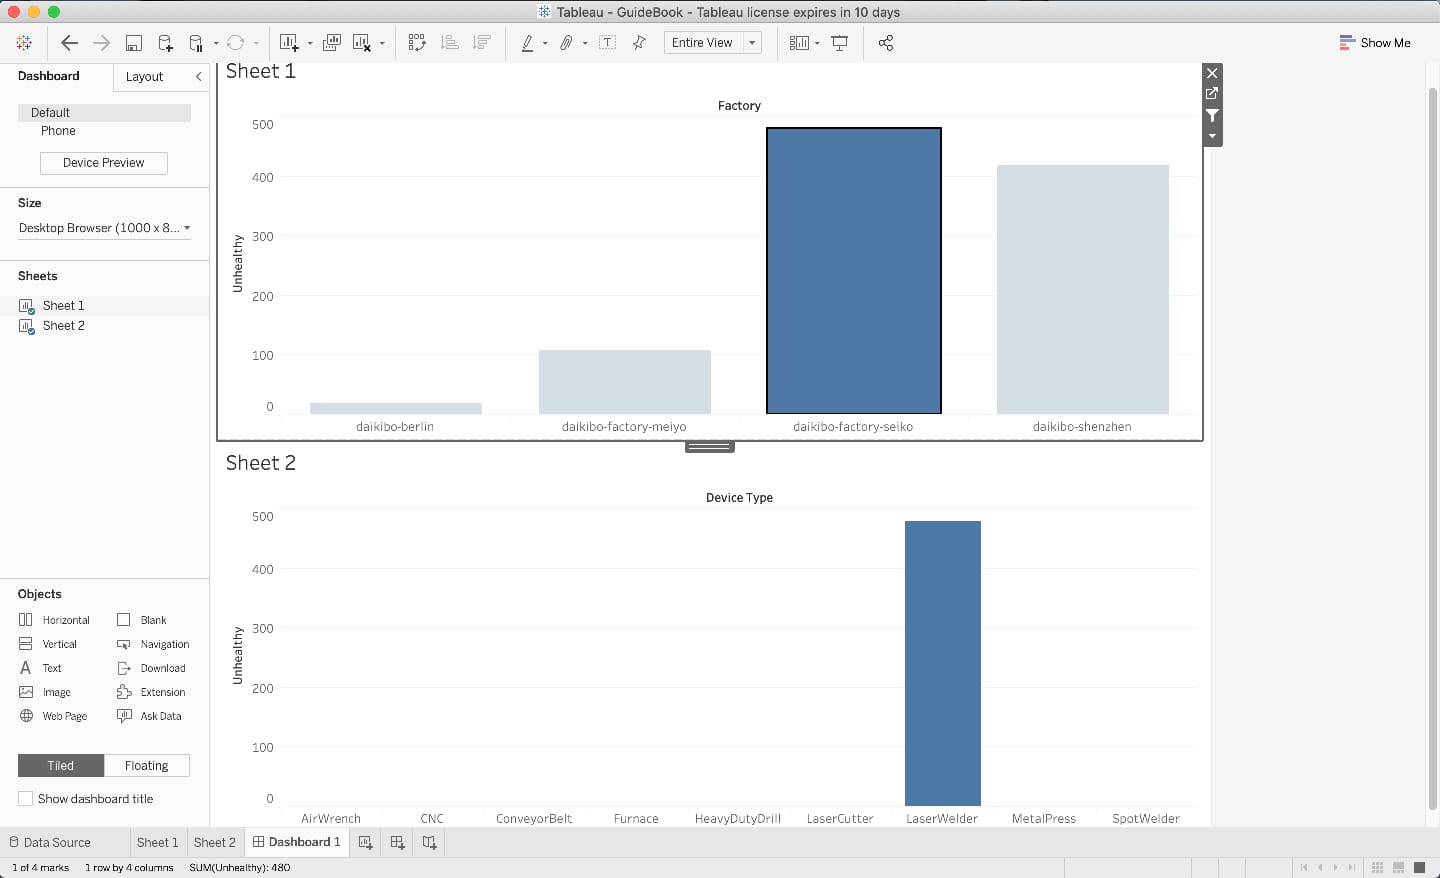 Tableau - GuideBook - Tableau license expires in 10 days
Entire View
Show Me
Dashboard
Layout
Default
Phone
Device Preview
Size
Desktop Browser (1000 x 8...
Sheets
Sheet 1
Sheet 2
Objects
Horizontal
Blank
Vertical
Navigation
A Text
Download
Image
Extension
Web Page
Ask Data
Tiled
Floating
Show dashboard title
Sheet 1
Factory
Unhealthy
500
400
300
200
100
0
daikibo-berlin
daikibo-factory-meiyo
daikibo-factory-seiko
daikibo-shenzhen
Sheet 2
Device Type
Unhealthy
500
400
300
200
100
0
AirWrench
CNC
ConveyorBelt
Furnace
HeavyDutyDrill
LaserCutter
LaserWelder
MetalPress
SpotWelder
Data Source
Sheet 1
Sheet 2
Dashboard 1
1 of 4 marks
1 row by 4 columns
SUM(Unhealthy): 480